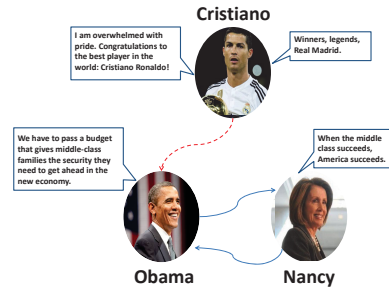 Cristiano
I am overwhelmed with
pride. Congratulations to
the best player in the
world: Cristiano Ronaldo!
Winners, legends,
Real Madrid.
We have to pass a budget
that gives middle-class
families the security they
need to get ahead in the
new economy.
When the middle
class succeeds,
America succeeds.
Obama
Nancy